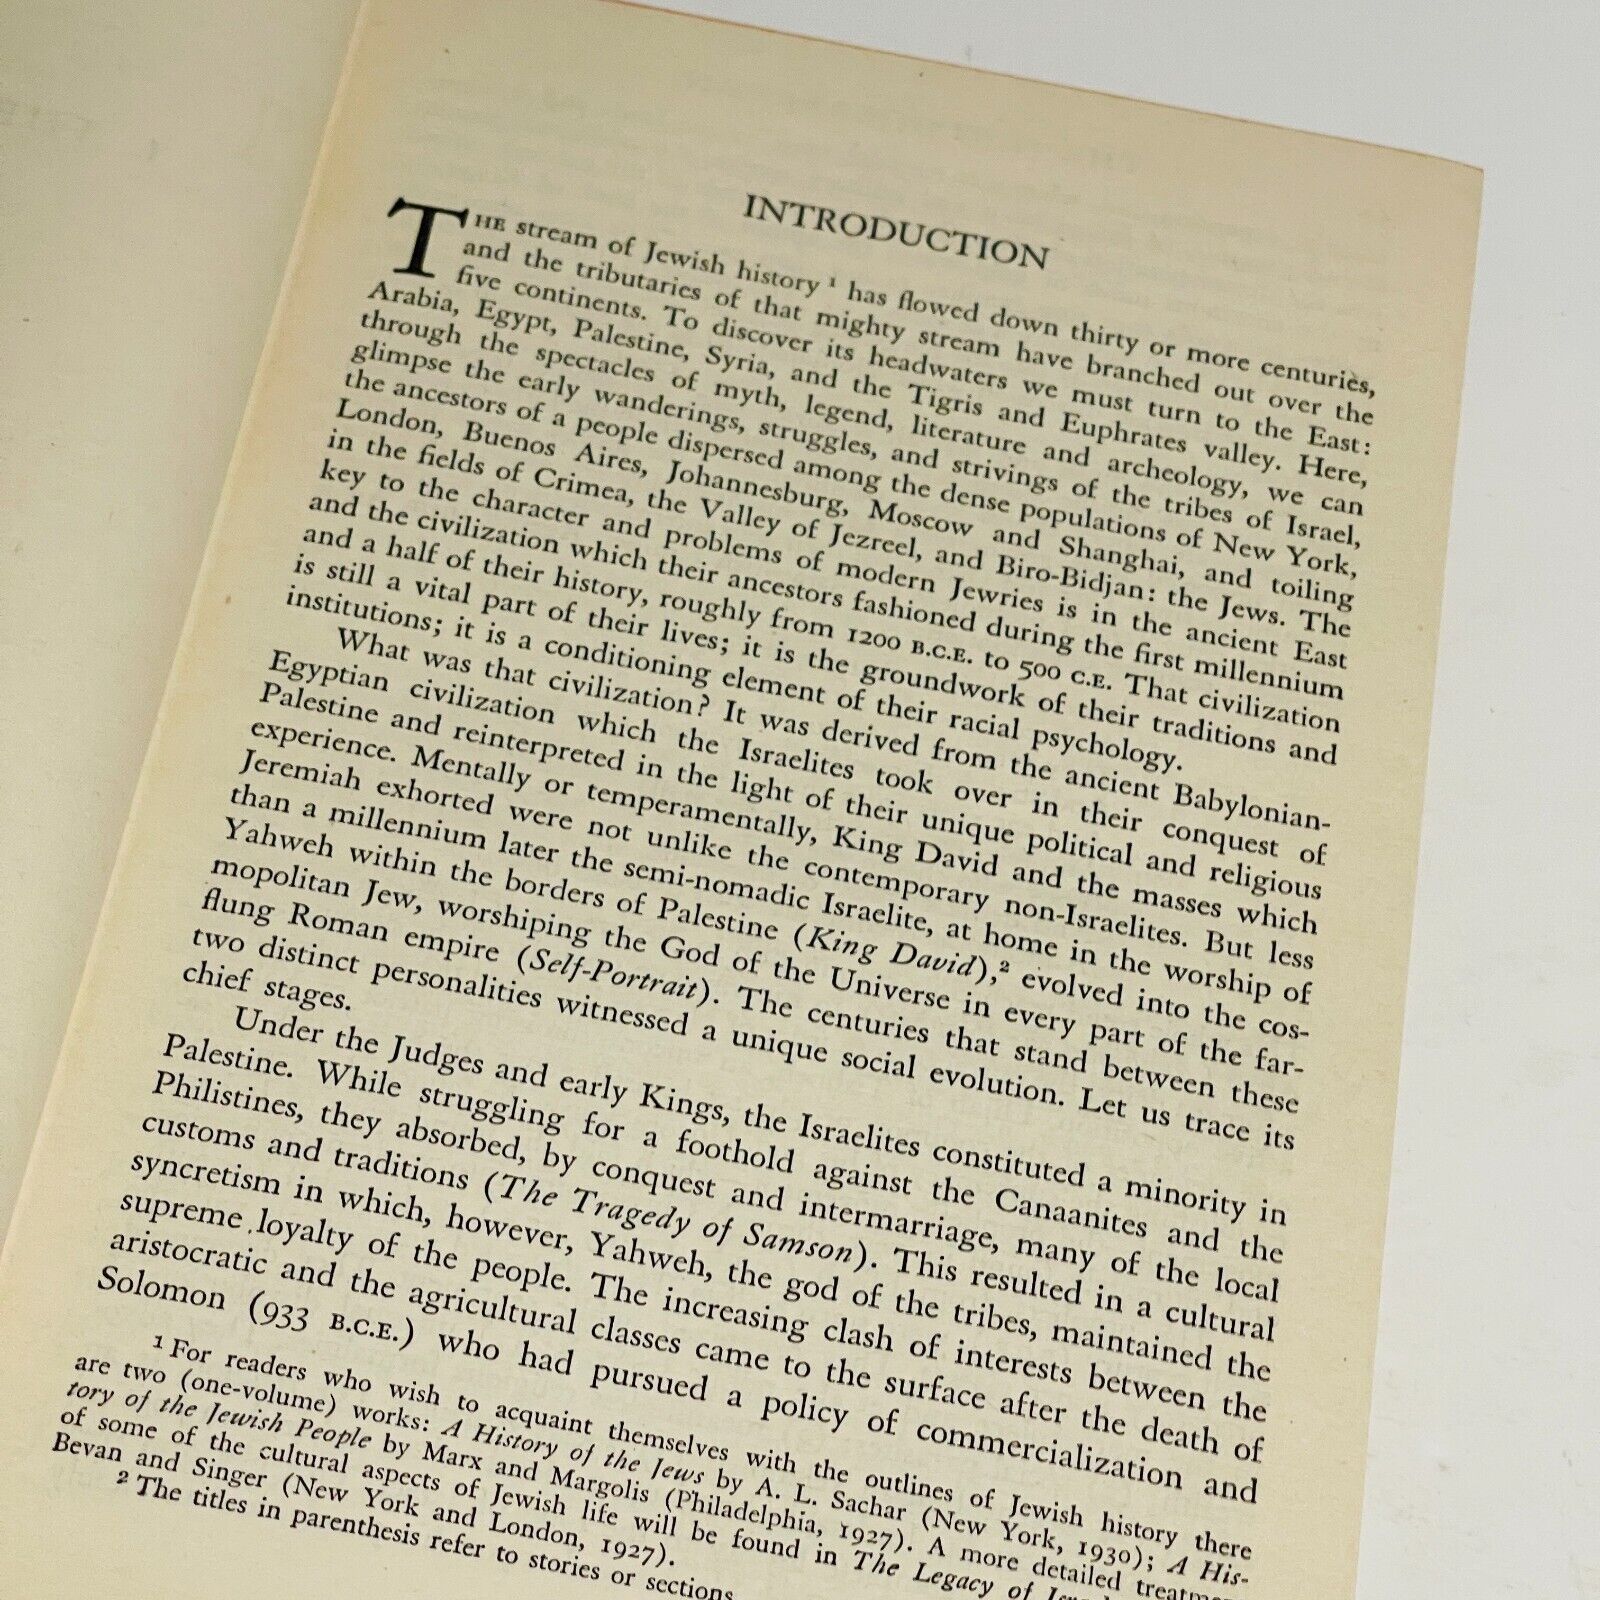 INTRODUCTION
THE stream of Jewish history ¹ has flowed down thirty or more centuries,
and the tributaries of that mighty stream have branched out over the
five continents. To discover its headwaters we must turn to the East:
Arabia, Egypt, Palestine, Syria, and the Tigris and Euphrates valley. Here,
through the spectacles of myth, legend, literature and archeology, we can
glimpse the early wanderings, struggles, and strivings of the tribes of Israel,
the ancestors of a people dispersed among the dense populations of New York,
London, Buenos Aires, Johannesburg, Moscow and Shanghai, and toiling
in the fields of Crimea, the Valley of Jezreel, and Biro-Bidjan: the Jews. The
key to the character and problems of modern Jewries is in the ancient East
and the civilization which their ancestors fashioned during the first millennium
and a half of their history, roughly from 1200 B.C.E. to 500 C.E. That civilization
is still a vital part of their lives; it is the groundwork of their traditions and
institutions; it is a conditioning element of their racial psychology.
What was that civilization? It was derived from the ancient Babylonian-
Egyptian civilization which the Israelites took over in their conquest of
Palestine and reinterpreted in the light of their unique political and religious
experience. Mentally or temperamentally, King David and the masses which
Jeremiah exhorted were not unlike the contemporary non-Israelites. But less
than a millennium later the semi-nomadic Israelite, at home in the worship of
Yahweh within the borders of Palestine (King David),² evolved into the cos-
mopolitan Jew, worshiping the God of the Universe in every part of the far-
flung Roman empire (Self-Portrait). The centuries that stand between these
two distinct personalities witnessed a unique social evolution. Let us trace its
chief stages.
Under the Judges and early Kings, the Israelites constituted a minority in
Palestine. While struggling for a foothold against the Canaanites and the
Philistines, they absorbed, by conquest and intermarriage, many of the local
customs and traditions (The Tragedy of Samson). This resulted in a cultural
syncretism in which, however, Yahweh, the god of the tribes, maintained the
supreme loyalty of the people. The increasing clash of interests between the
aristocratic and the agricultural classes came to the surface after the death of
Solomon (933 B.C.E.) who had pursued a policy of commercialization and
1 For readers who wish to acquaint themselves with the outlines of Jewish history there
are two (one-volume) works: A History of the Jews by A. L. Sachar (New York, 1930); A His-
tory of the Jewish People by Marx and Margolis (Philadelphia, 1927). A more detailed
of some of the cultural aspects of Jewish life will be found in The Legacy of
Bevan and Singer (New York and London, 1927).
2 The titles in parenthesis refer to stories or sections